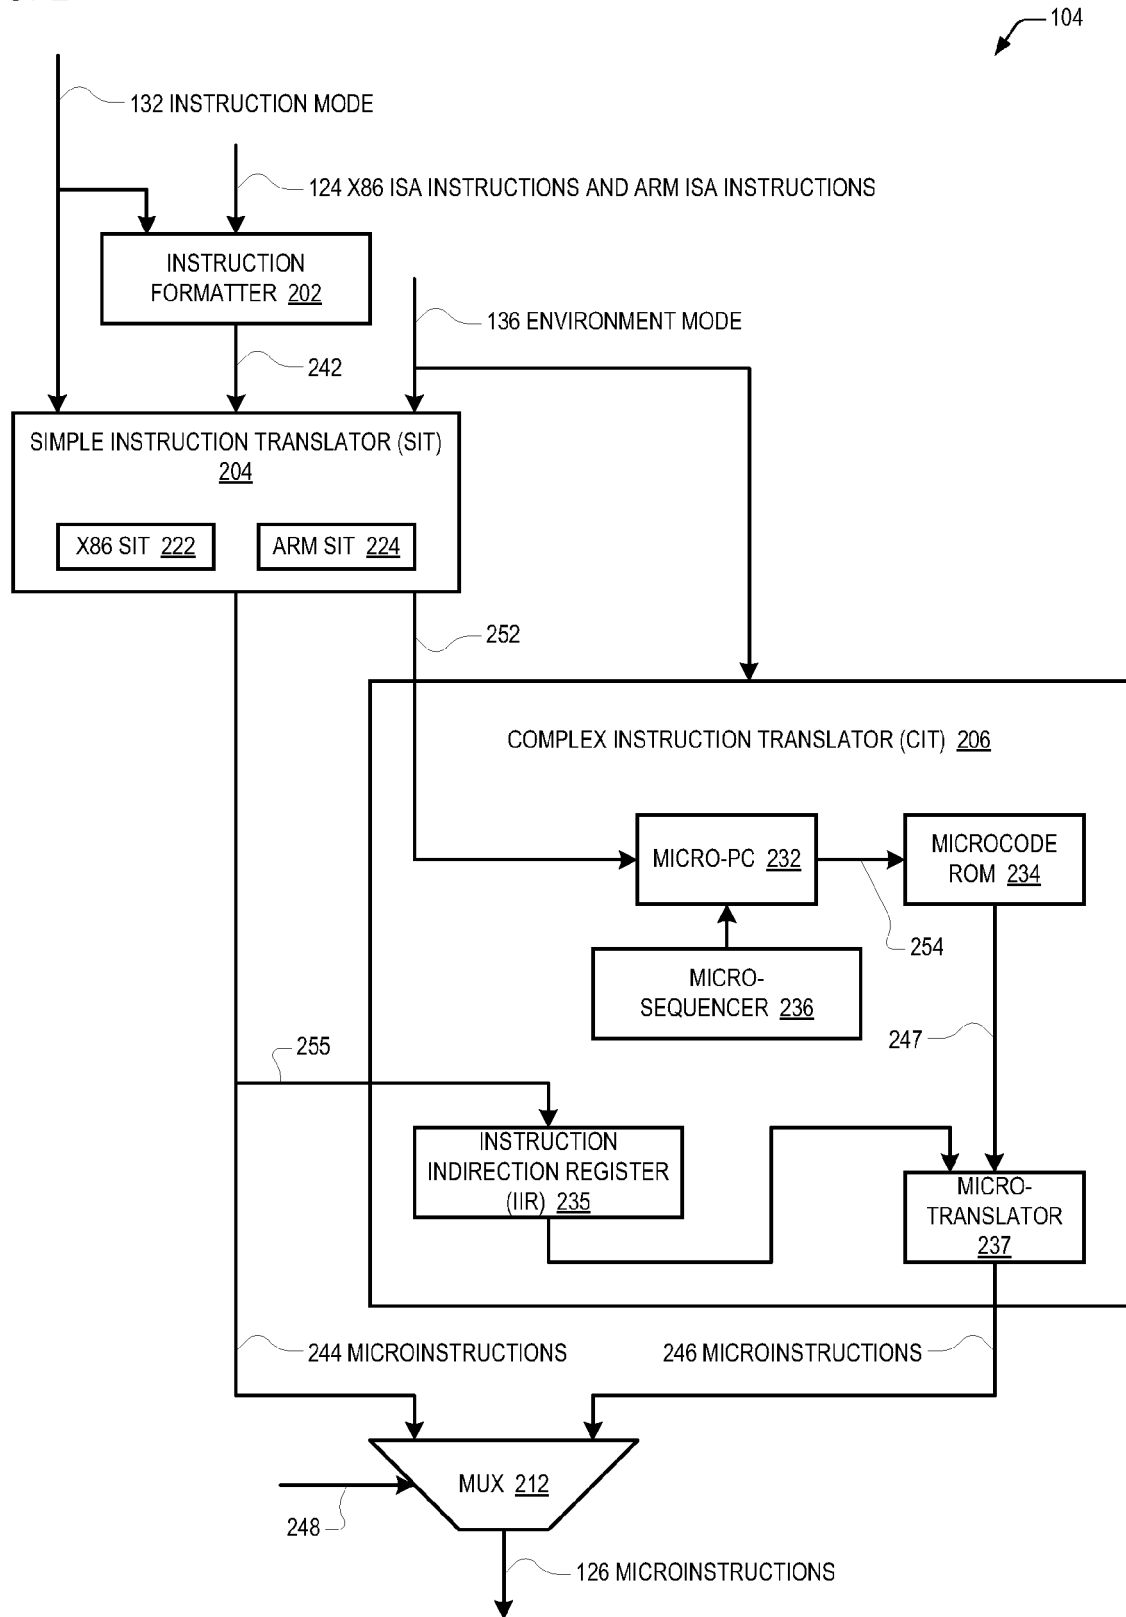 104
132 INSTRUCTION MODE
124 X86 ISA INSTRUCTIONS AND ARM ISA INSTRUCTIONS
INSTRUCTION
FORMATTER 202
136 ENVIRONMENT MODE
242
SIMPLE INSTRUCTION TRANSLATOR (SIT)
204
X86 SIT 222
ARM SIT 224
252
COMPLEX INSTRUCTION TRANSLATOR (CIT) 206
MICRO-PC 232
MICROCODE
ROM 234
254
MICRO-
SEQUENCER 236
247
255
INSTRUCTION
INDIRECTION REGISTER
(IIR) 235
MICRO-
TRANSLATOR
237
244 MICROINSTRUCTIONS
246 MICROINSTRUCTIONS
MUX 212
248
126 MICROINSTRUCTIONS